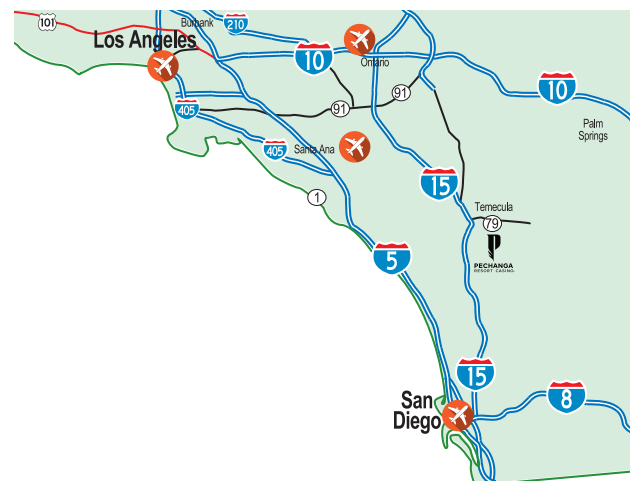 101
Burbank
210
Los Angeles
10
Ontario
10
405
91
91
Palm
Springs
405
Santa Ana
15
1
Temecula
79
5
PECHANGA
RESORT CASINO
15
San
Diego
8